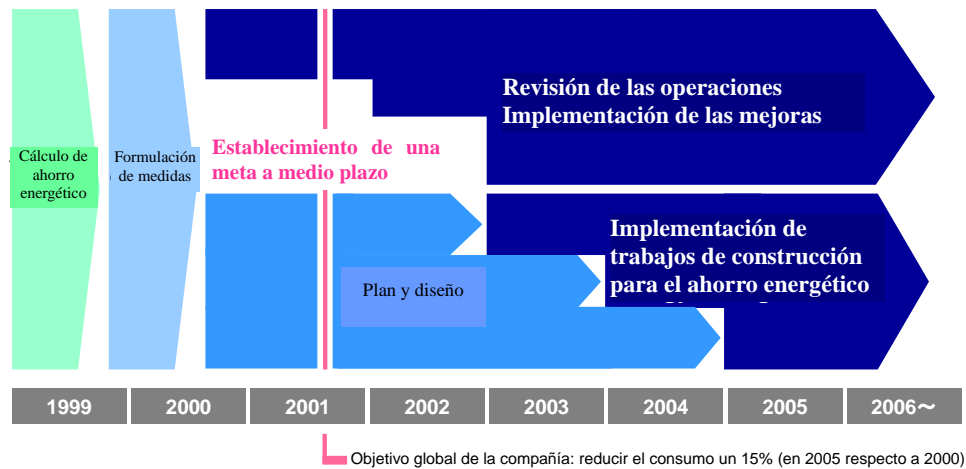 Revisión de las operaciones
Implementación de las mejoras
Cálculo de
ahorro
energético
Formulación
de medidas
Establecimiento de una
meta a medio plazo
Implementación de
trabajos de construcción
para el ahorro energético
Plan y diseño
1999 2000 2001 2002 2003 2004 2005 2006～
Objetivo global de la compañía: reducir el consumo un 15% (en 2005 respecto a 2000)